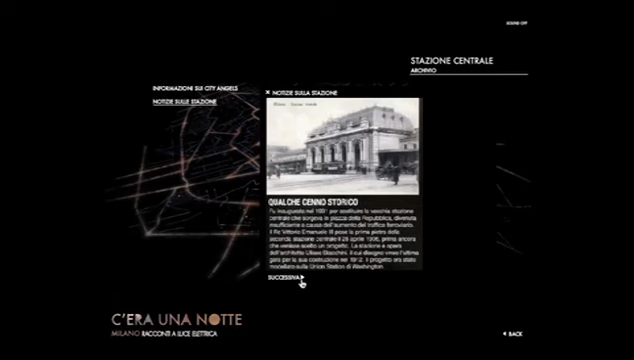 SOUND OFF
STAZIONE CENTRALE
ARCHIVIO
INFORMAZIONI SUI CITY ANGELS
NOTIZIE SULLE STAZIONE
× NOTIZIE SULLA STAZIONE
QUALCHE CENNO STORICO
Fu inaugurata nel 1931 per sostituire la vecchia stazione
centrale che sorgeva in piazza della Repubblica, divenuta
insufficiente a causa dell'aumento del traffico ferroviario.
Il Re Vittorio Emanuele III pose la prima pietra della
seconda stazione centrale il 28 aprile 1906, prima ancora
che venisse scelto un progetto. La stazione è opera
dell'architetto Ulisse Stacchini, il cui disegno vinse l'ultima
gara per la sua costruzione nel 1912. Il progetto era stato
modellato sulla Union Station di Washington
SUCCESSIVA
C'ERA UNA NOTTE
MILANO RACCONTI A LUCE ELETTRICA
BACK